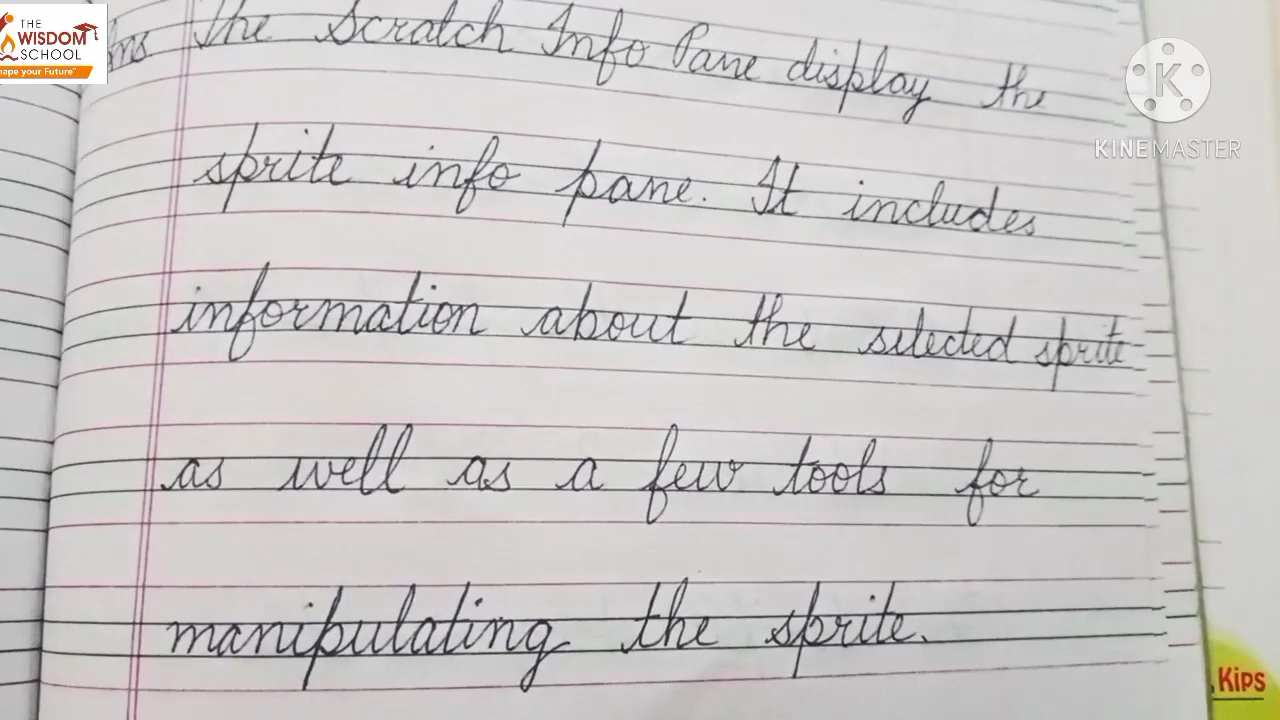 THE
WISDOM
SCHOOL
hape your Future"
Ans The Scratch Info Pane display the
sprite info pane. It includes
information about the selected sprite
as well as a few tools for
manipulating the sprite.
KINEMASTER
Kips